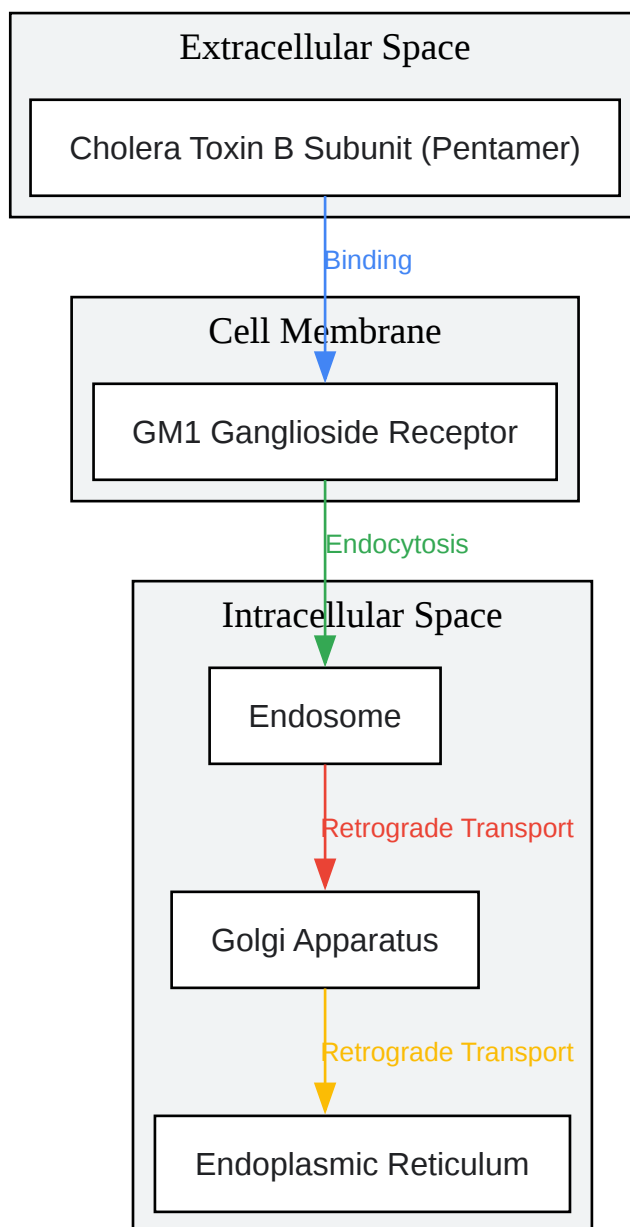 Extracellular Space
Cholera Toxin B Subunit (Pentamer)
Binding
Cell Membrane
GM1 Ganglioside Receptor
Endocytosis
Intracellular Space
Endosome
Retrograde Transport
Golgi Apparatus
Retrograde Transport
Endoplasmic Reticulum